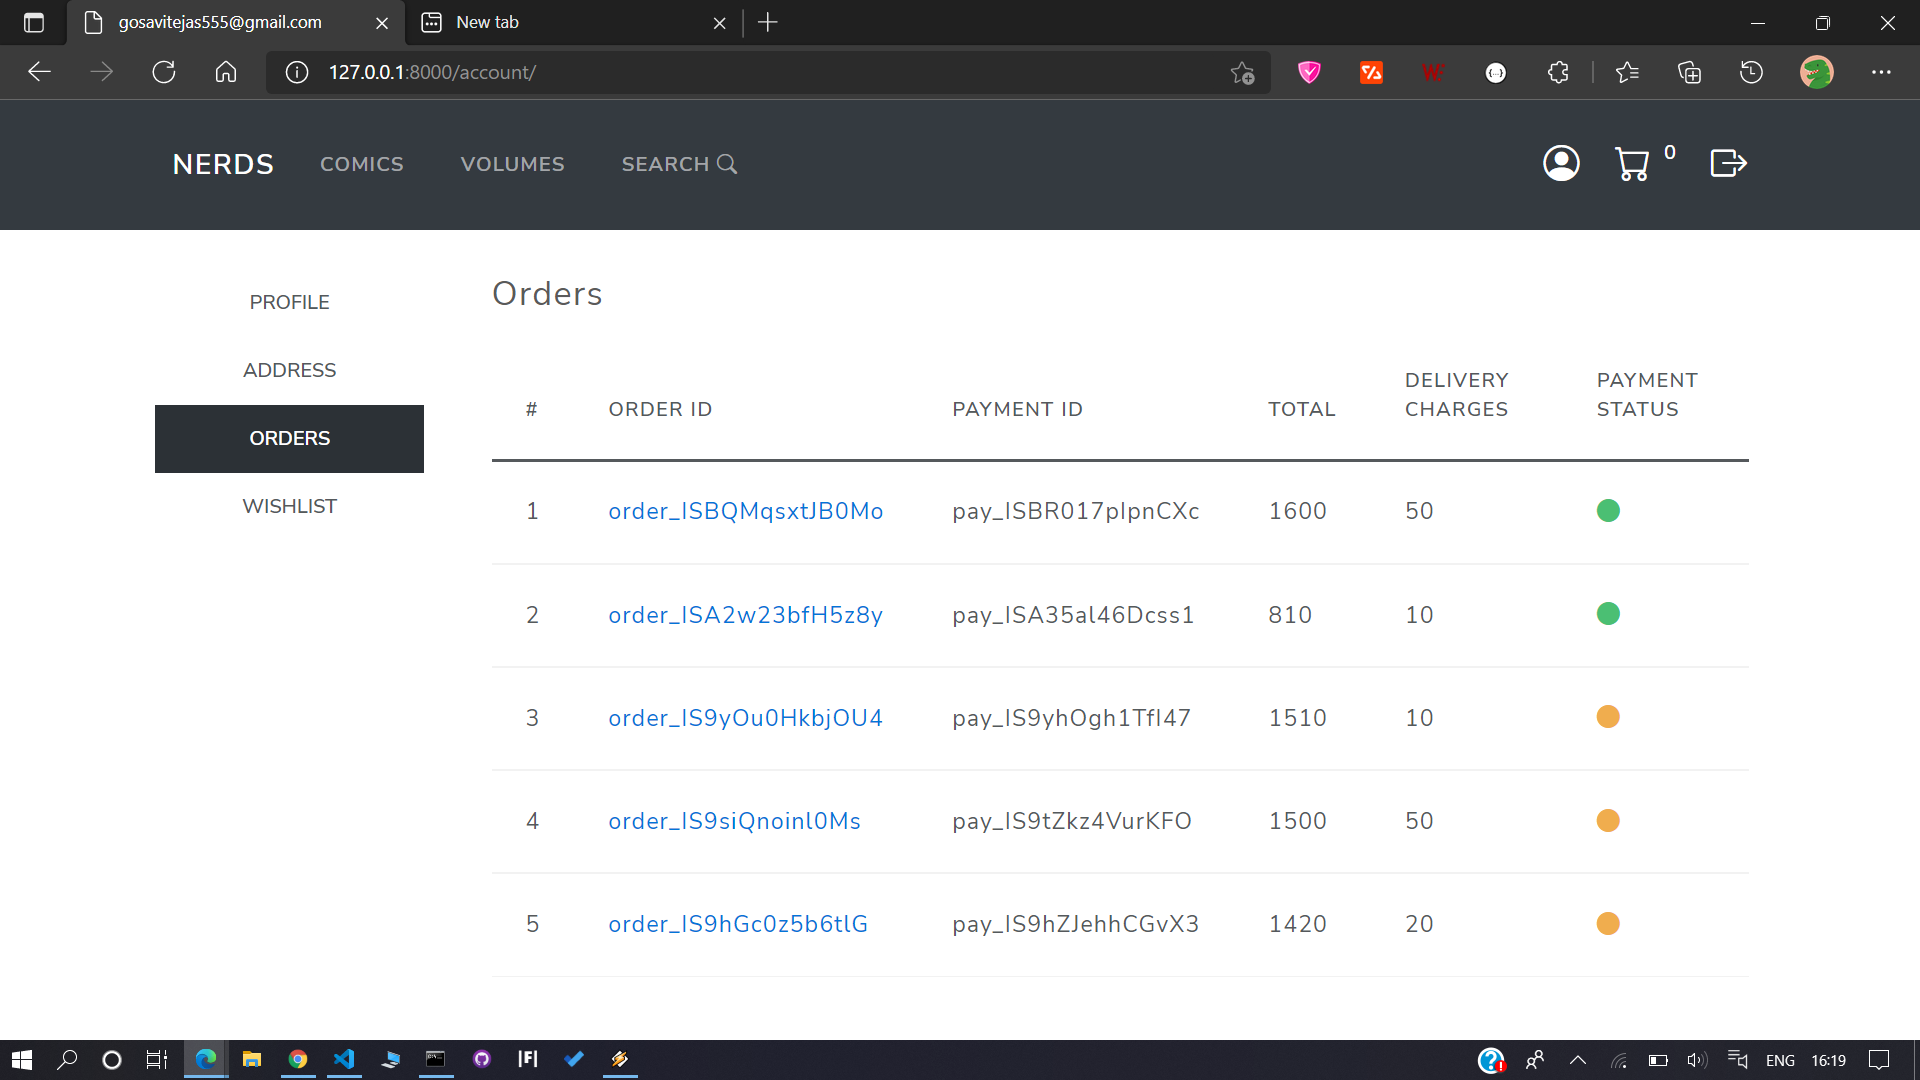 gosavitejas555@gmail.com
New tab
127.0.0.1:8000/account/
NERDS COMICS VOLUMES SEARCH 0
PROFILE
ADDRESS
ORDERS
WISHLIST
Orders
# ORDER ID PAYMENT ID TOTAL DELIVERY CHARGES PAYMENT STATUS
1 order_ISBQMqsxtJB0Mo pay_ISBR017pIpnCXc 1600 50
2 order_ISA2w23bfH5z8y pay_ISA35al46Dcss1 810 10
3 order_IS9yOu0HkbjOU4 pay_IS9yhOgh1TfI47 1510 10
4 order_IS9siQnoinl0Ms pay_IS9tZkz4VurKFO 1500 50
5 order_IS9hGc0z5b6tlG pay_IS9hZJehhCGvX3 1420 20
ENG 16:19